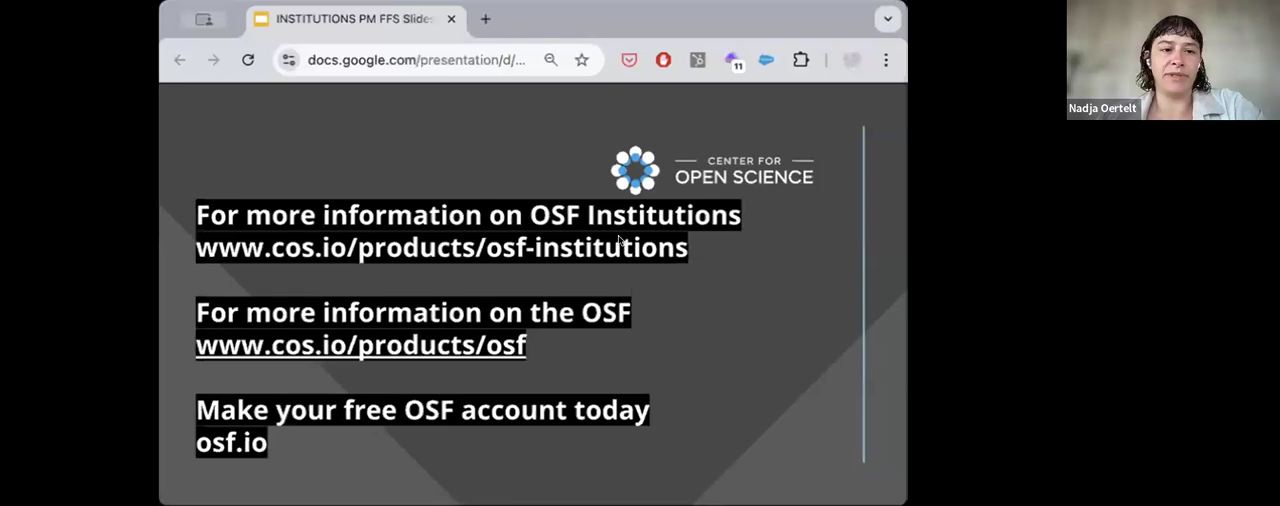 INSTITUTIONS PM FFS Slides
docs.google.com/presentation/d/...
11
Nadja Oertelt
CENTER FOR
OPEN SCIENCE
For more information on OSF Institutions
www.cos.io/products/osf-institutions
For more information on the OSF
www.cos.io/products/osf
Make your free OSF account today
osf.io